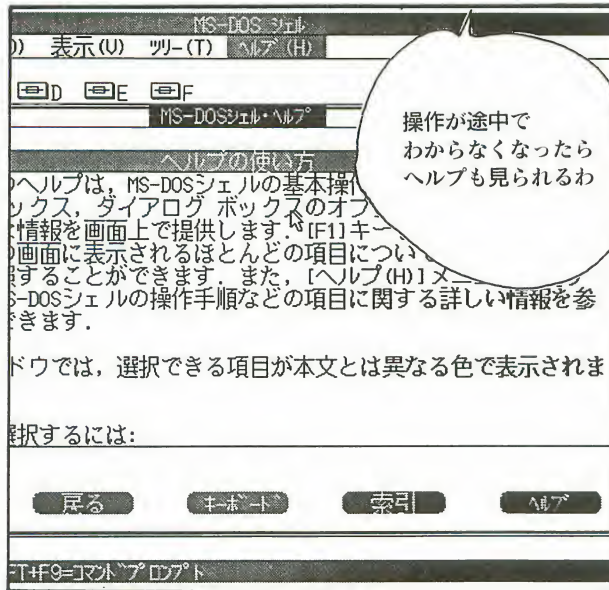 MS-DOS シェル
) 表示(V) ツリー(T) ヘルプ(H)
D E F
MS-DOSシェル・ヘルプ
操作が途中で
わからなくなったら
ヘルプも見られるわ
ヘルプの使い方
ヘルプは, MS-DOSシェルの基本操作
ックス, ダイアログ ボックスのオプ
情報を画面上で提供します. [F1]キー
画面に表示されるほとんどの項目につい
することができます. また, [ヘルプ(H)]メニュー
S-DOSシェルの操作手順などの項目に関する詳しい情報を参
できます.
ドウでは, 選択できる項目が本文とは異なる色で表示されま
択するには:
戻る キーボード 索引 ヘルプ
FT+F9=コマンドプロンプト